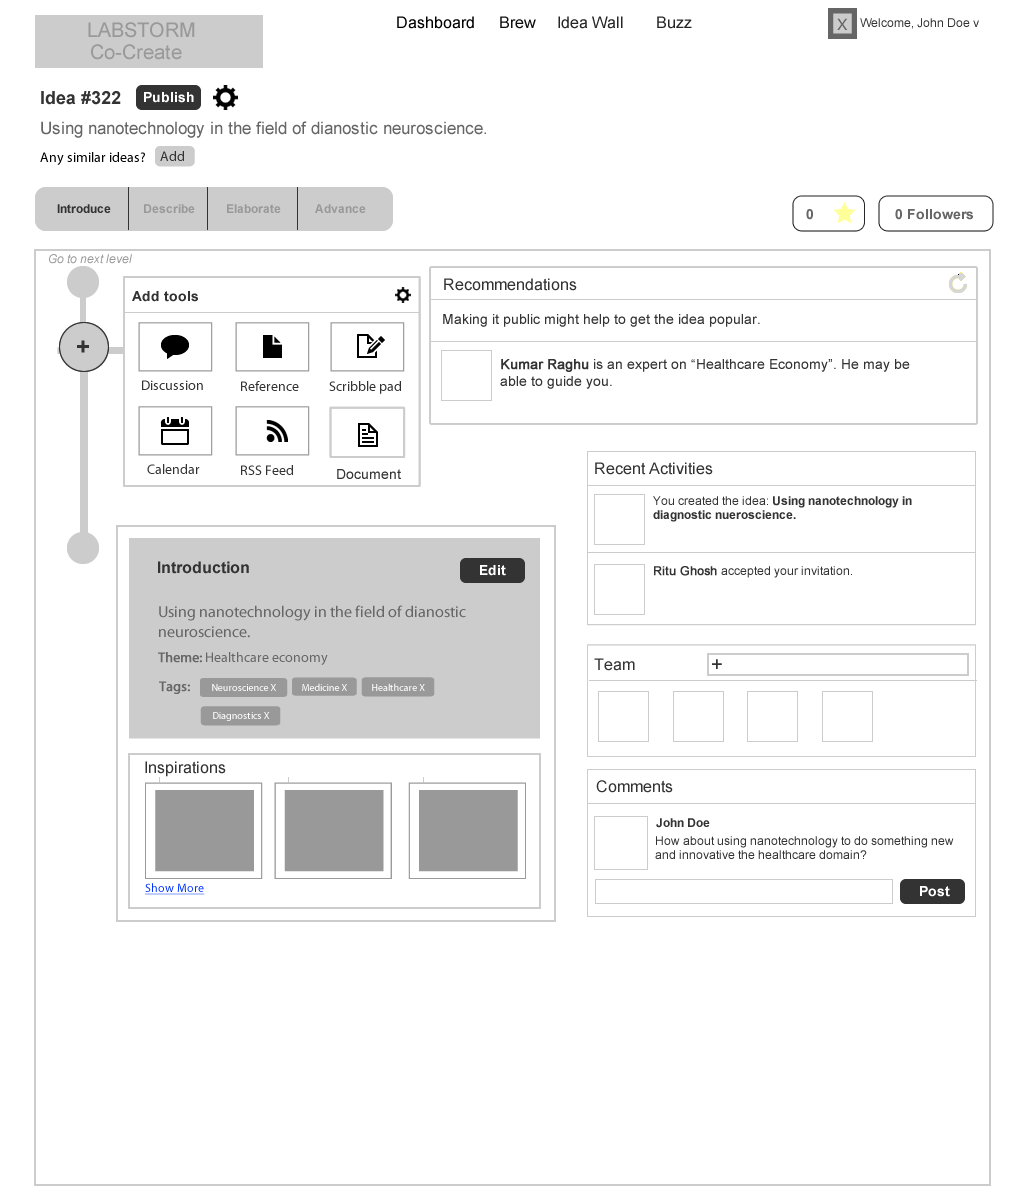 LABSTORM
Co-Create
Dashboard Brew Idea Wall Buzz
X Welcome, John Doe v
Idea #322 Publish
Using nanotechnology in the field of dianostic neuroscience.
Any similar ideas? Add
Introduce Describe Elaborate Advance
0
0 Followers
Go to next level
+
Add tools
Discussion Reference Scribble pad
Calendar RSS Feed Document
Recommendations
Making it public might help to get the idea popular.
Kumar Raghu is an expert on “Healthcare Economy”. He may be
able to guide you.
Recent Activities
You created the idea: Using nanotechnology in
diagnostic nueroscience.
Ritu Ghosh accepted your invitation.
Introduction Edit
Using nanotechnology in the field of dianostic
neuroscience.
Theme: Healthcare economy
Tags: Neuroscience X Medicine X Healthcare X
Diagnostics X
Inspirations
Show More
Team +
Comments
John Doe
How about using nanotechnology to do something new
and innovative the healthcare domain?
Post